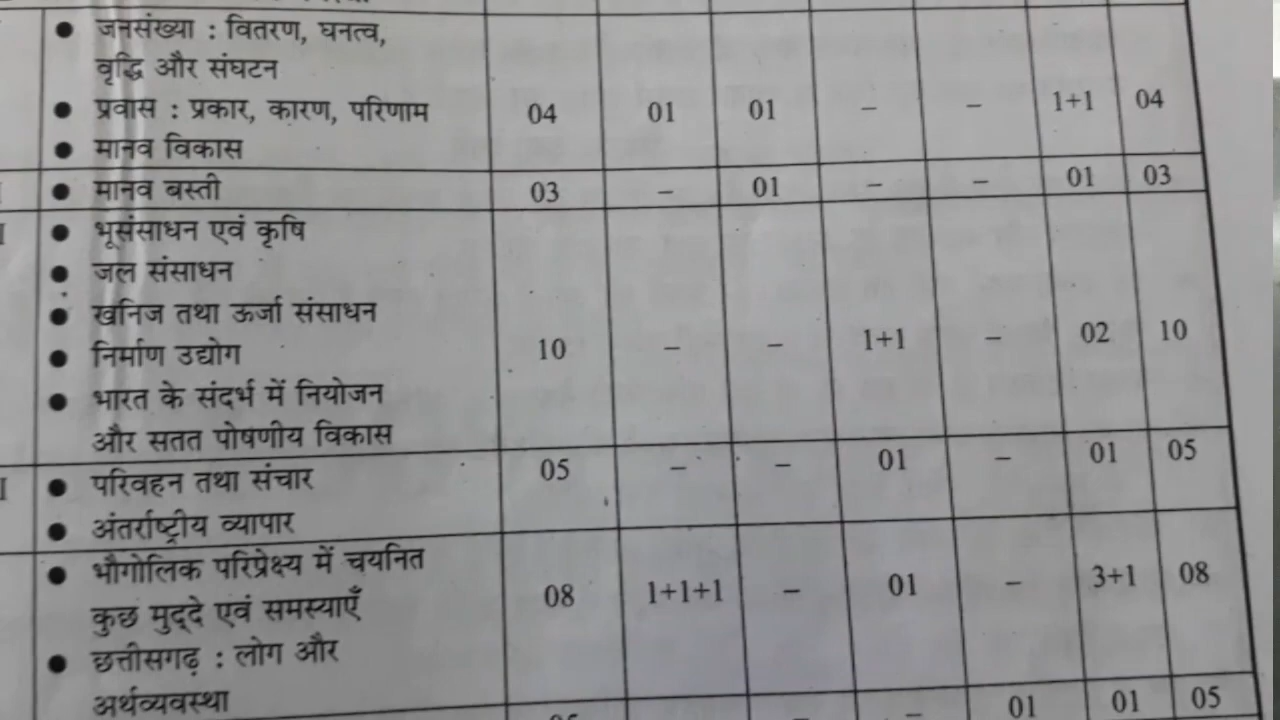 • जनसंख्या : वितरण, घनत्व,
वृद्धि और संघटन
• प्रवास : प्रकार, कारण, परिणाम 04 01 01 – – 1+1 04
• मानव विकास
• मानव बस्ती 03 – 01 – – 01 03
• भूसंसाधन एवं कृषि
• जल संसाधन
• खनिज तथा ऊर्जा संसाधन
• निर्माण उद्योग 10 – – 1+1 – 02 10
• भारत के संदर्भ में नियोजन
और सतत पोषणीय विकास
• परिवहन तथा संचार 05 – – 01 – 01 05
• अंतर्राष्ट्रीय व्यापार
• भौगोलिक परिप्रेक्ष्य में चयनित
कुछ मुद्दे एवं समस्याएँ 08 1+1+1 – 01 – 3+1 08
• छत्तीसगढ़ : लोग और
अर्थव्यवस्था
– – 01 01 05